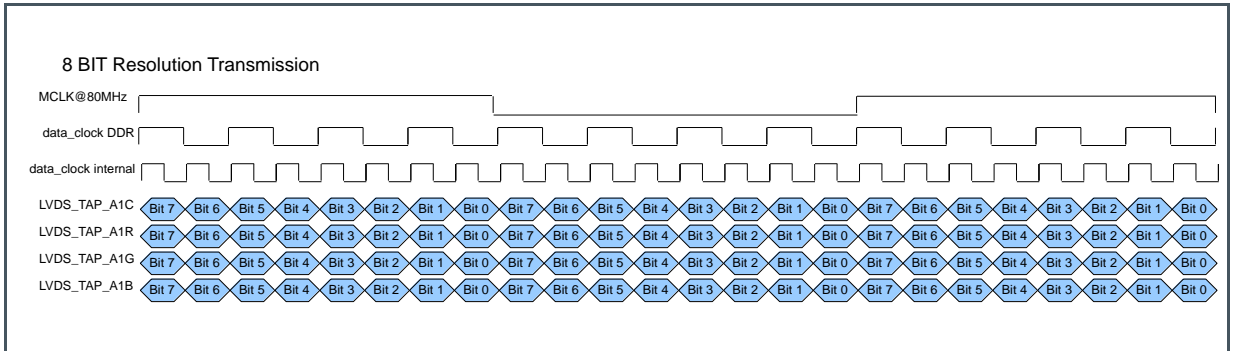 8 BIT Resolution Transmission
MCLK@80MHz
data_clock DDR
data_clock internal
LVDS_TAP_A1C Bit 7 Bit 6 Bit 5 Bit 4 Bit 3 Bit 2 Bit 1 Bit 0 Bit 7 Bit 6 Bit 5 Bit 4 Bit 3 Bit 2 Bit 1 Bit 0 Bit 7 Bit 6 Bit 5 Bit 4 Bit 3 Bit 2 Bit 1 Bit 0
LVDS_TAP_A1R Bit 7 Bit 6 Bit 5 Bit 4 Bit 3 Bit 2 Bit 1 Bit 0 Bit 7 Bit 6 Bit 5 Bit 4 Bit 3 Bit 2 Bit 1 Bit 0 Bit 7 Bit 6 Bit 5 Bit 4 Bit 3 Bit 2 Bit 1 Bit 0
LVDS_TAP_A1G Bit 7 Bit 6 Bit 5 Bit 4 Bit 3 Bit 2 Bit 1 Bit 0 Bit 7 Bit 6 Bit 5 Bit 4 Bit 3 Bit 2 Bit 1 Bit 0 Bit 7 Bit 6 Bit 5 Bit 4 Bit 3 Bit 2 Bit 1 Bit 0
LVDS_TAP_A1B Bit 7 Bit 6 Bit 5 Bit 4 Bit 3 Bit 2 Bit 1 Bit 0 Bit 7 Bit 6 Bit 5 Bit 4 Bit 3 Bit 2 Bit 1 Bit 0 Bit 7 Bit 6 Bit 5 Bit 4 Bit 3 Bit 2 Bit 1 Bit 0